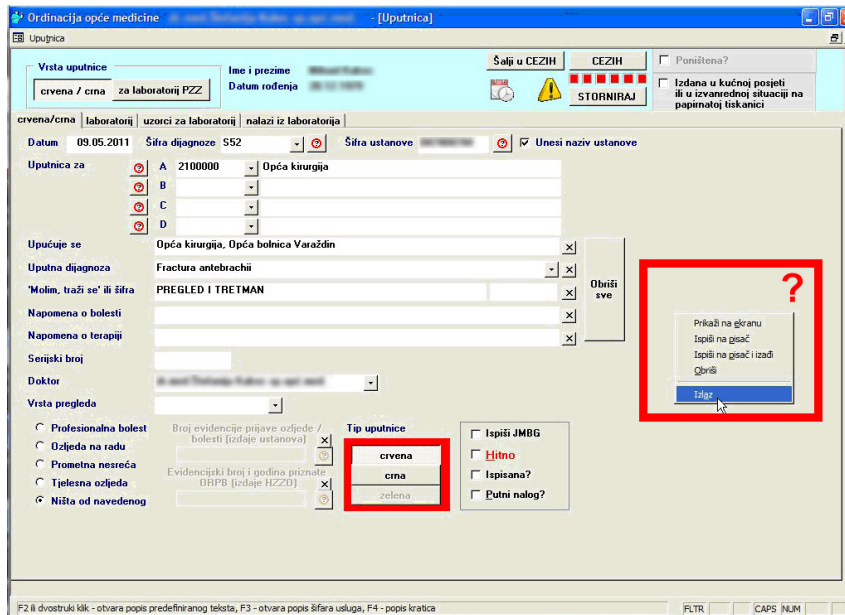 Ordinacija opće medicine - [Uputnica]
Uputnica
Vrsta uputnice
crvena / crna za laboratorij PZZ
Ime i prezime
Datum rođenja
Šalji u CEZIH CEZIH
STORNIRAJ
Poništena?
Izdana u kućnoj posjeti
ili u izvanrednoj situaciji na
papirnatoj tiskanici
crvena/crna laboratorij uzorci za laboratorij nalazi iz laboratorija
Datum 09.05.2011 Šifra dijagnoze S52 Šifra ustanove Unesi naziv ustanove
Uputnica za A 2100000 Opća kirurgija
B
C
D
Upućuje se Opća kirurgija, Opća bolnica Varaždin
Uputna dijagnoza Fractura antebrachii
'Molim, traži se' ili šifra PREGLED I TRETMAN
Napomena o bolesti
Napomena o terapiji
Obriši
sve
Serijski broj
Doktor
Vrsta pregleda
Profesionalna bolest
Ozljeda na radu
Prometna nesreća
Tjelesna ozljeda
Ništa od navedenog
Broj evidencije prijave ozljede /
bolesti (izdaje ustanova)
Evidencijski broj i godina priznate
ORPB (izdaje HZZO)
Tip uputnice
crvena
crna
zelena
Ispiši JMBG
Hitno
Ispisana?
Putni nalog?
?
Prikaži na ekranu
Ispiši na pisač
Ispiši na pisač i izađi
Obriši
Izlaz
F2 ili dvostruki klik - otvara popis predefiniranog teksta, F3 - otvara popis šifara usluga, F4 - popis kratica
FLTR CAPS NUM